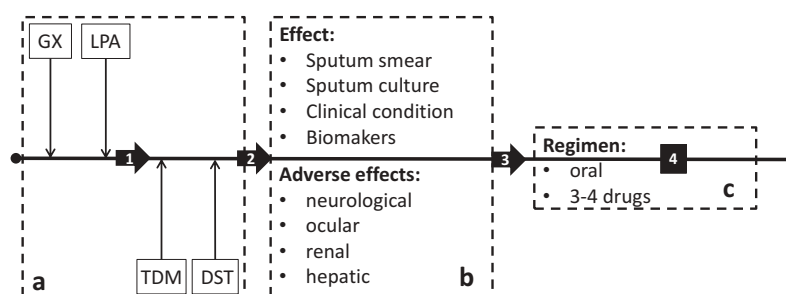 GX
LPA
1
TDM
DST
a
2
Effect:
• Sputum smear
• Sputum culture
• Clinical condition
• Biomakers
Adverse effects:
• neurological
• ocular
• renal
• hepatic
b
3
Regimen:
• oral
• 3-4 drugs
4
c